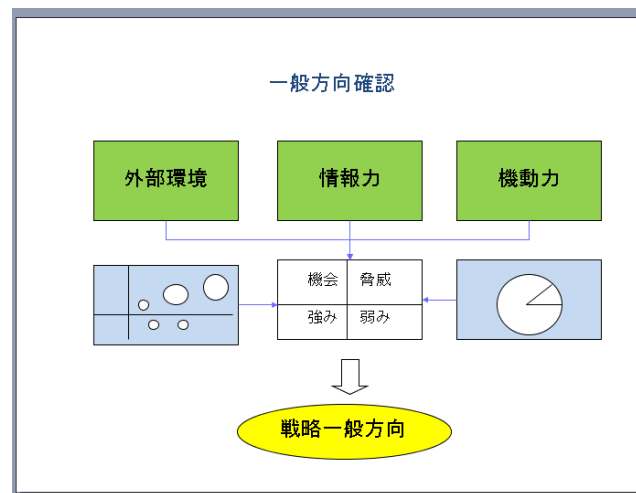 一般方向確認
外部環境
情報力
機動力
機会
脅威
強み
弱み
戦略一般方向